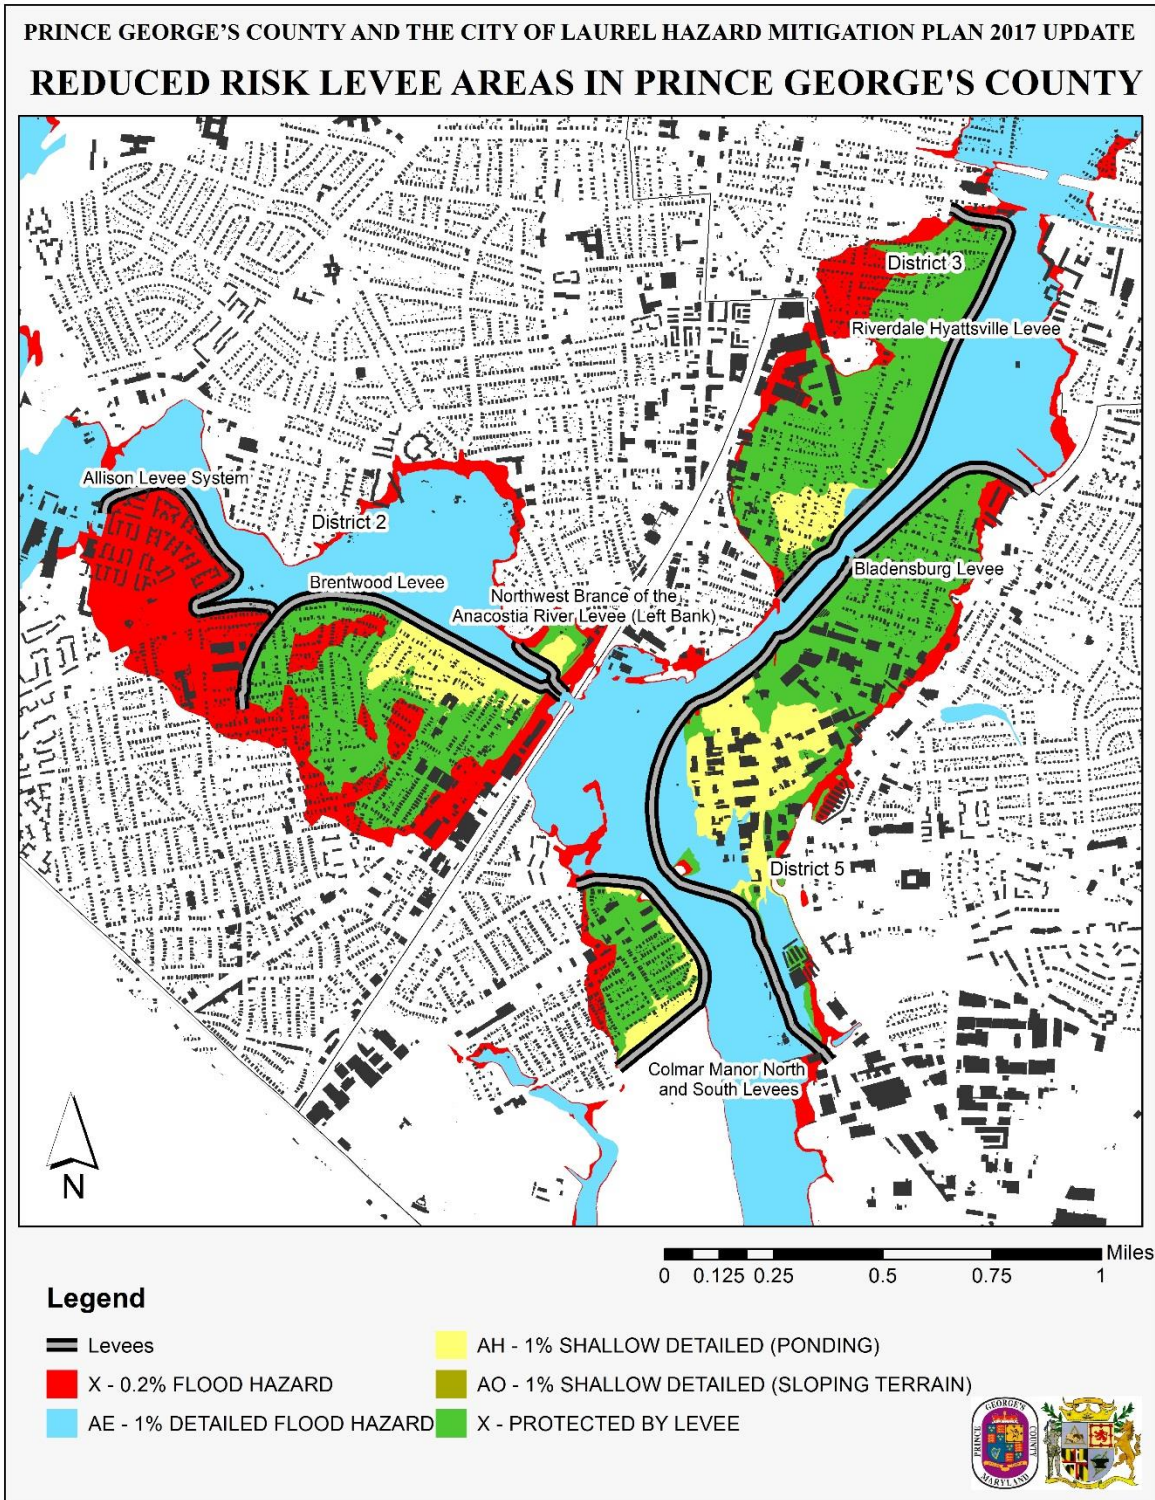 PRINCE GEORGE'S COUNTY AND THE CITY OF LAUREL HAZARD MITIGATION PLAN 2017 UPDATE
REDUCED RISK LEVEE AREAS IN PRINCE GEORGE'S COUNTY
District 3
Riverdale Hyattsville Levee
Allison Levee System
District 2
Brentwood Levee
Northwest Brance of the
Anacostia River Levee (Left Bank)
Bladensburg Levee
District 5
Colmar Manor North
and South Levees
N
Miles
0 0.125 0.25 0.5 0.75 1
Legend
Levees
X - 0.2% FLOOD HAZARD
AE - 1% DETAILED FLOOD HAZARD
AH - 1% SHALLOW DETAILED (PONDING)
AO - 1% SHALLOW DETAILED (SLOPING TERRAIN)
X - PROTECTED BY LEVEE
PRINCE GEORGE'S COUNTY
MARYLAND